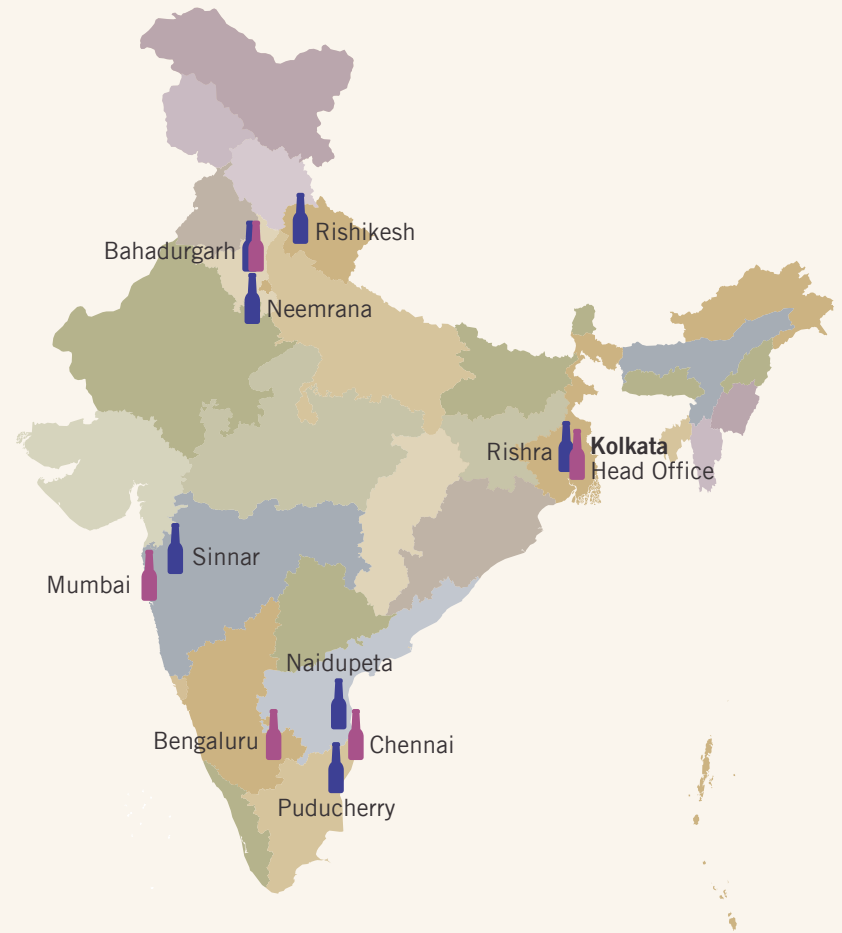 Rishikesh
Bahadurgarh
Neemrana
Rishra
Kolkata
Head Office
Sinnar
Mumbai
Naidupeta
Bengaluru
Chennai
Puducherry